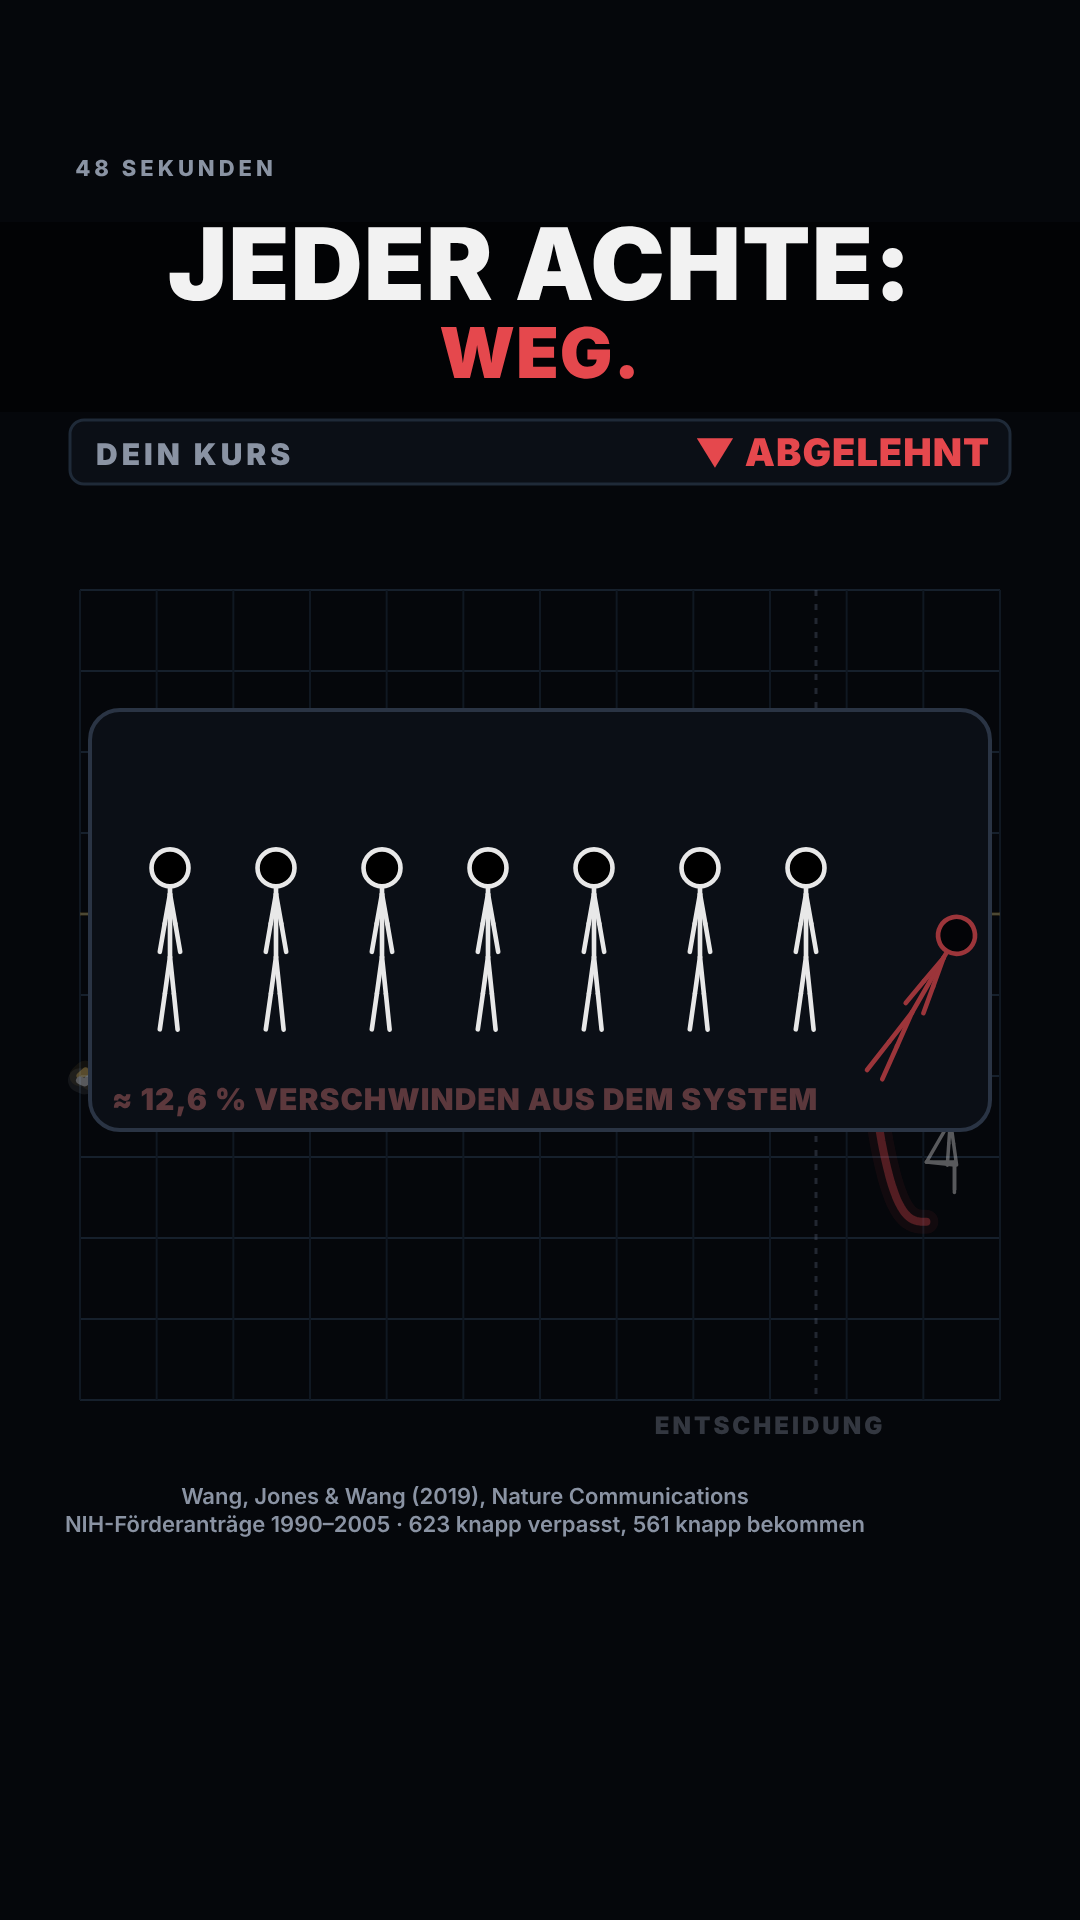 48 SEKUNDEN
JEDER ACHTE:
WEG.
DEIN KURS
▼ ABGELEHNT
≈ 12,6 % VERSCHWINDEN AUS DEM SYSTEM
ENTSCHEIDUNG
Wang, Jones & Wang (2019), Nature Communications
NIH-Förderanträge 1990–2005 · 623 knapp verpasst, 561 knapp bekommen